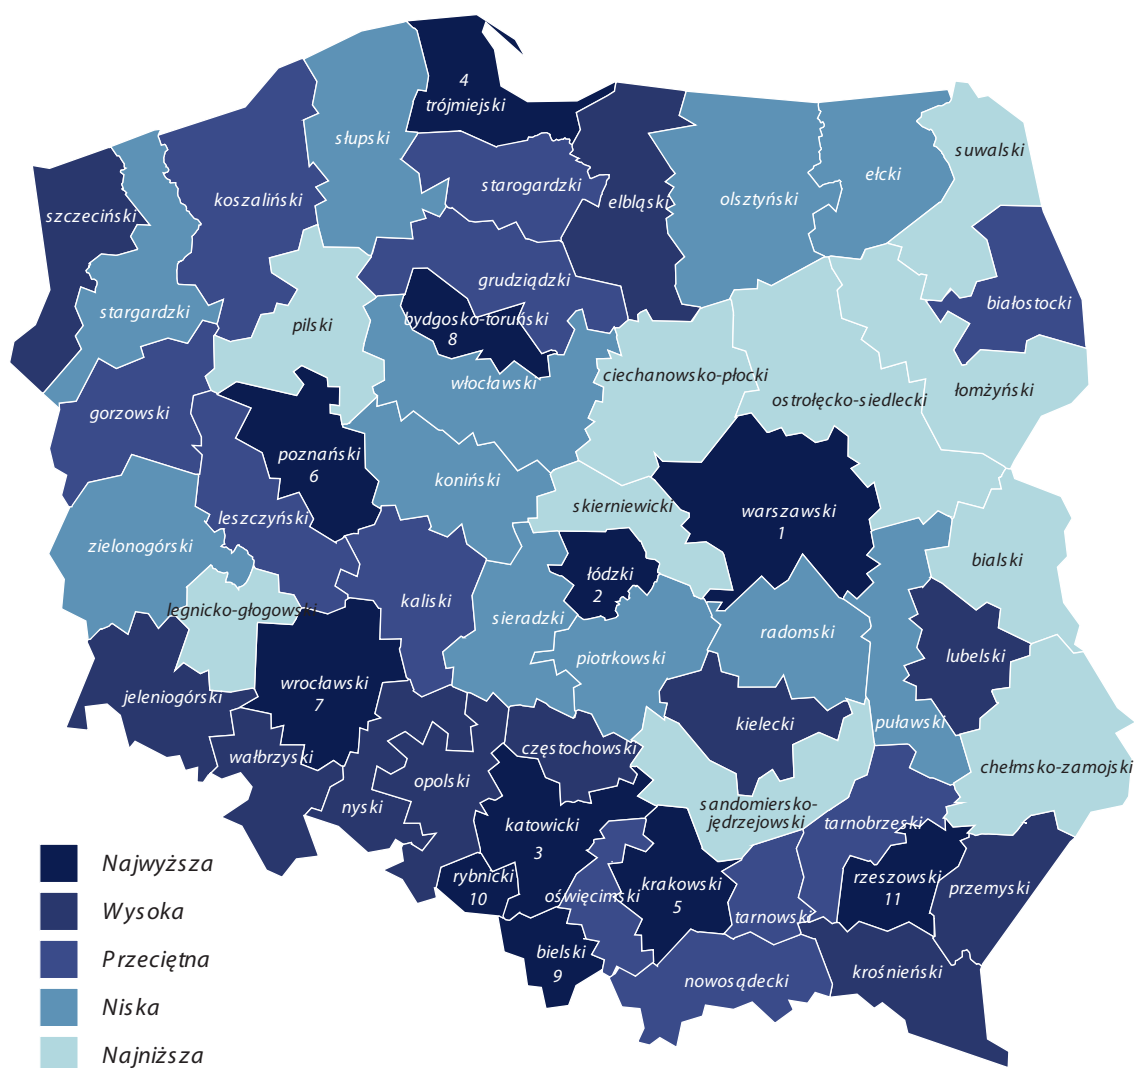 4
trójmiejski
słupski
suwalski
ełcki
starogardzki
koszaliński
elbląski
olsztyński
szczeciński
grudziądzki
białostocki
stargardzki
bydgosko-toruński
8
pilski
włocławski
ciechanowsko-płocki
ostrołęcko-siedlecki
łomżyński
gorzowski
poznański
6
koniński
skierniewicki
warszawski
1
leszczyński
zielonogórski
bialski
łódzki
2
legnicko-głogowski
kaliski
sieradzki
radomski
piotrkowski
lubelski
wrocławski
7
jeleniogórski
kielecki
puławski
wałbrzyski
częstochowski
chełmsko-zamojski
opolski
nyski
sandomiersko-
jędrzejowski
katowicki
3
tarnobrzeski
rybnicki
10
oświęcimski
krakowski
5
rzeszowski
11
przemyski
tarnowski
bielski
9
nowosądecki
krośnieński
Najwyższa
Wysoka
Przeciętna
Niska
Najniższa